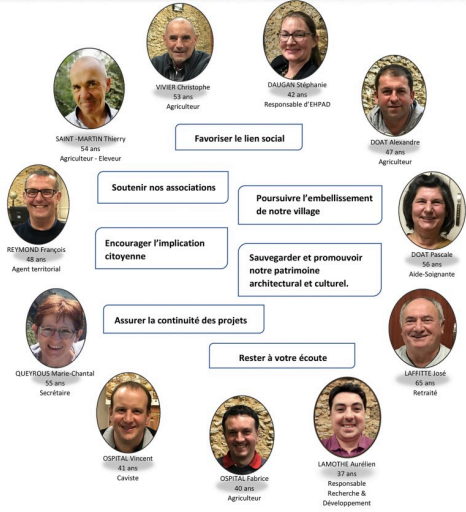 VIVIER Christophe
53 ans
Agriculteur
DAUGAN Stéphanie
42 ans
Responsable d'EHPAD
SAINT -MARTIN Thierry
54 ans
Agriculteur - Eleveur
DOAT Alexandre
47 ans
Agriculteur
Favoriser le lien social
Soutenir nos associations
Poursuivre l'embellissement
de notre village
REYMOND François
48 ans
Agent territorial
Encourager l'implication
citoyenne
Sauvegarder et promouvoir
notre patrimoine
architectural et culturel.
DOAT Pascale
56 ans
Aide-Soignante
Assurer la continuité des projets
Rester à votre écoute
QUEYROUS Marie-Chantal
55 ans
Secrétaire
LAFFITTE José
65 ans
Retraité
OSPITAL Vincent
41 ans
Caviste
OSPITAL Fabrice
40 ans
Agriculteur
LAMOTHE Aurélien
37 ans
Responsable
Recherche &
Développement